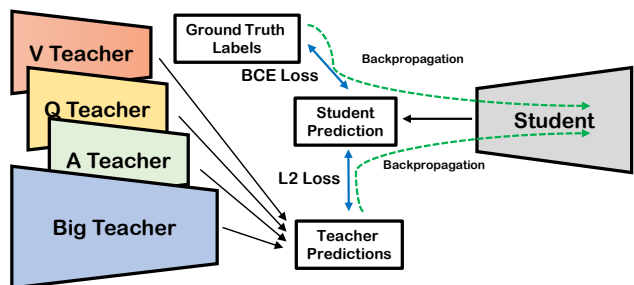 V Teacher
Q Teacher
A Teacher
Big Teacher
Ground Truth
Labels
BCE Loss
Backpropagation
Student
Prediction
Student
L2 Loss
Backpropagation
Teacher
Predictions